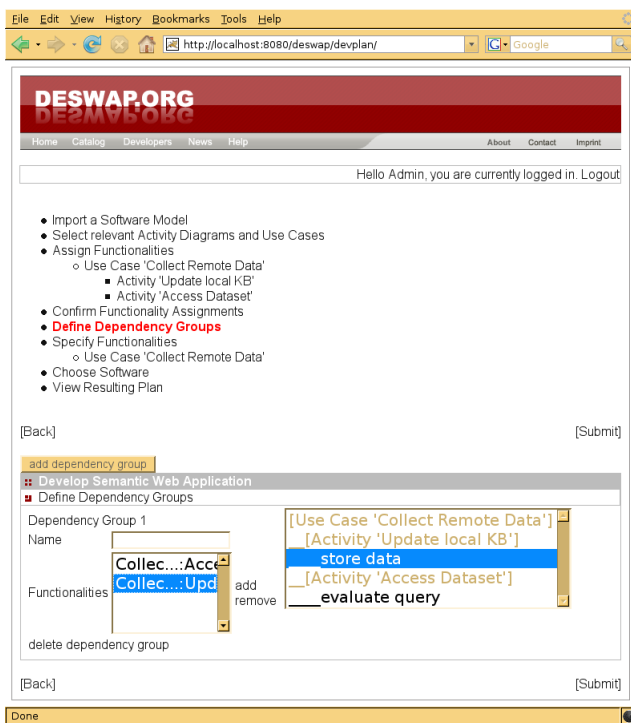 File Edit View History Bookmarks Tools Help
http://localhost:8080/deswap/devplan/ G Google
DESWAP.ORG
Home Catalog Developers News Help About Contact Imprint
Hello Admin, you are currently logged in. Logout
Import a Software Model
Select relevant Activity Diagrams and Use Cases
Assign Functionalities
Use Case 'Collect Remote Data'
Activity 'Update local KB'
Activity 'Access Dataset'
Confirm Functionality Assignments
Define Dependency Groups
Specify Functionalities
Use Case 'Collect Remote Data'
Choose Software
View Resulting Plan
[Back] [Submit]
add dependency group
Develop Semantic Web Application
Define Dependency Groups
Dependency Group 1
Name
Functionalities
Collec...:Acce
Collec...:Upd
add
remove
[Use Case 'Collect Remote Data']
__[Activity 'Update local KB']
____store data
__[Activity 'Access Dataset']
____evaluate query
delete dependency group
[Back] [Submit]
Done